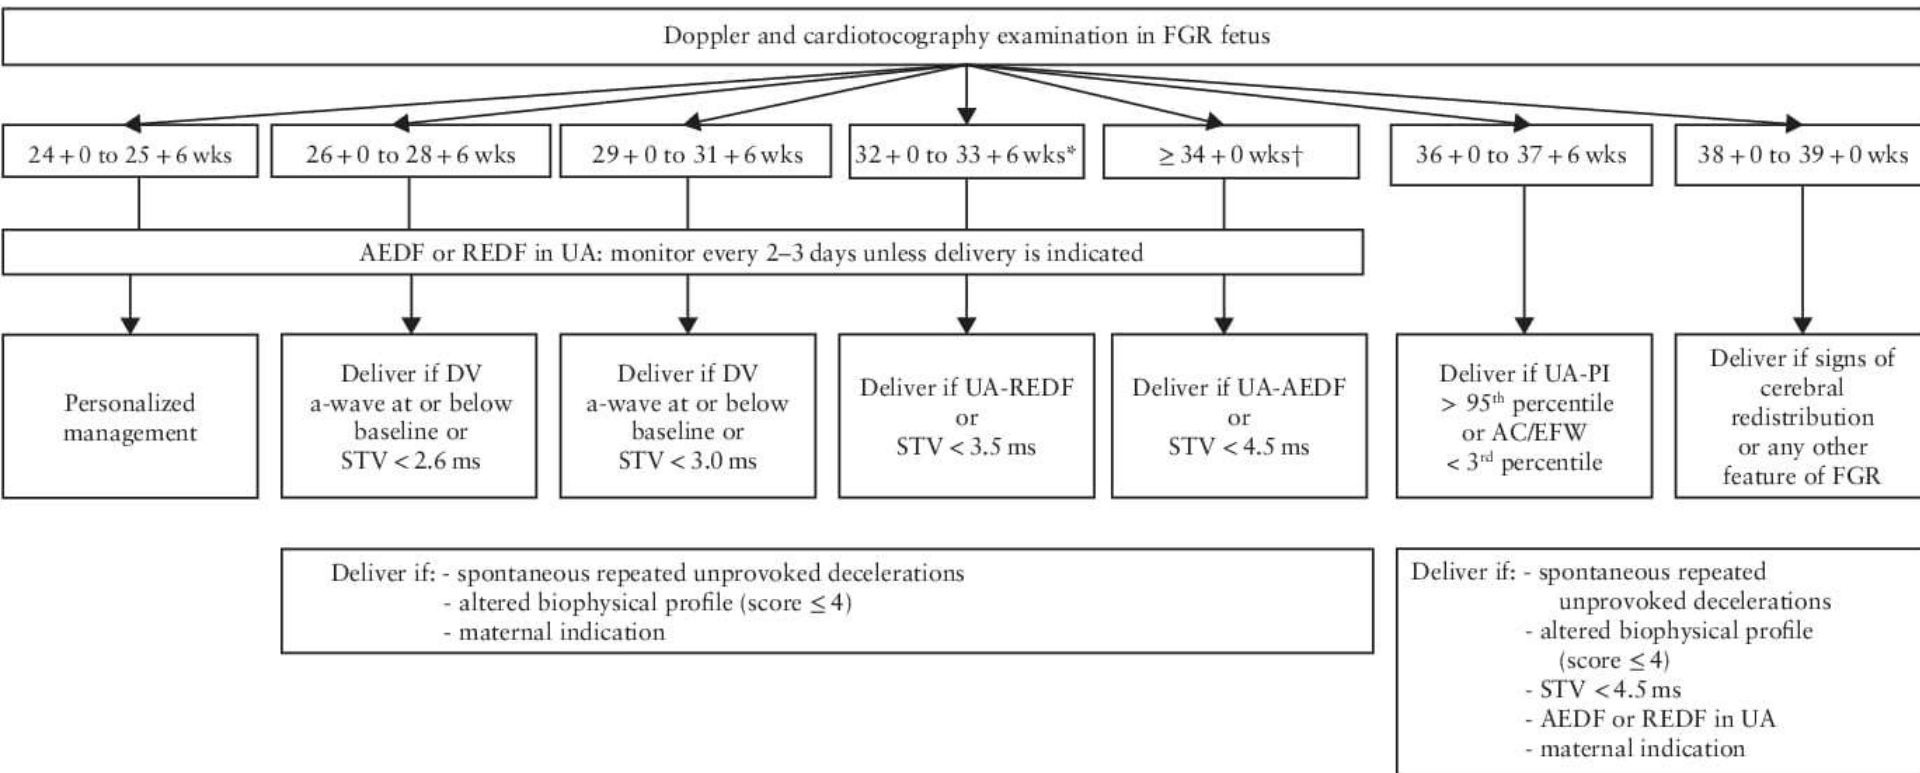 Doppler and cardiotocography examination in FGR fetus
24 + 0 to 25 + 6 wks
26 + 0 to 28 + 6 wks
29 + 0 to 31 + 6 wks
32 + 0 to 33 + 6 wks*
≥ 34 + 0 wks†
36 + 0 to 37 + 6 wks
38 + 0 to 39 + 0 wks
AEDF or REDF in UA: monitor every 2–3 days unless delivery is indicated
Personalized
management
Deliver if DV
a-wave at or below
baseline or
STV < 2.6 ms
Deliver if DV
a-wave at or below
baseline or
STV < 3.0 ms
Deliver if UA-REDF
or
STV < 3.5 ms
Deliver if UA-AEDF
or
STV < 4.5 ms
Deliver if UA-PI
> 95th percentile
or AC/EFW
< 3rd percentile
Deliver if signs of
cerebral
redistribution
or any other
feature of FGR
Deliver if: - spontaneous repeated unprovoked decelerations
- altered biophysical profile (score ≤ 4)
- maternal indication
Deliver if: - spontaneous repeated
unprovoked decelerations
- altered biophysical profile
(score ≤ 4)
- STV < 4.5 ms
- AEDF or REDF in UA
- maternal indication